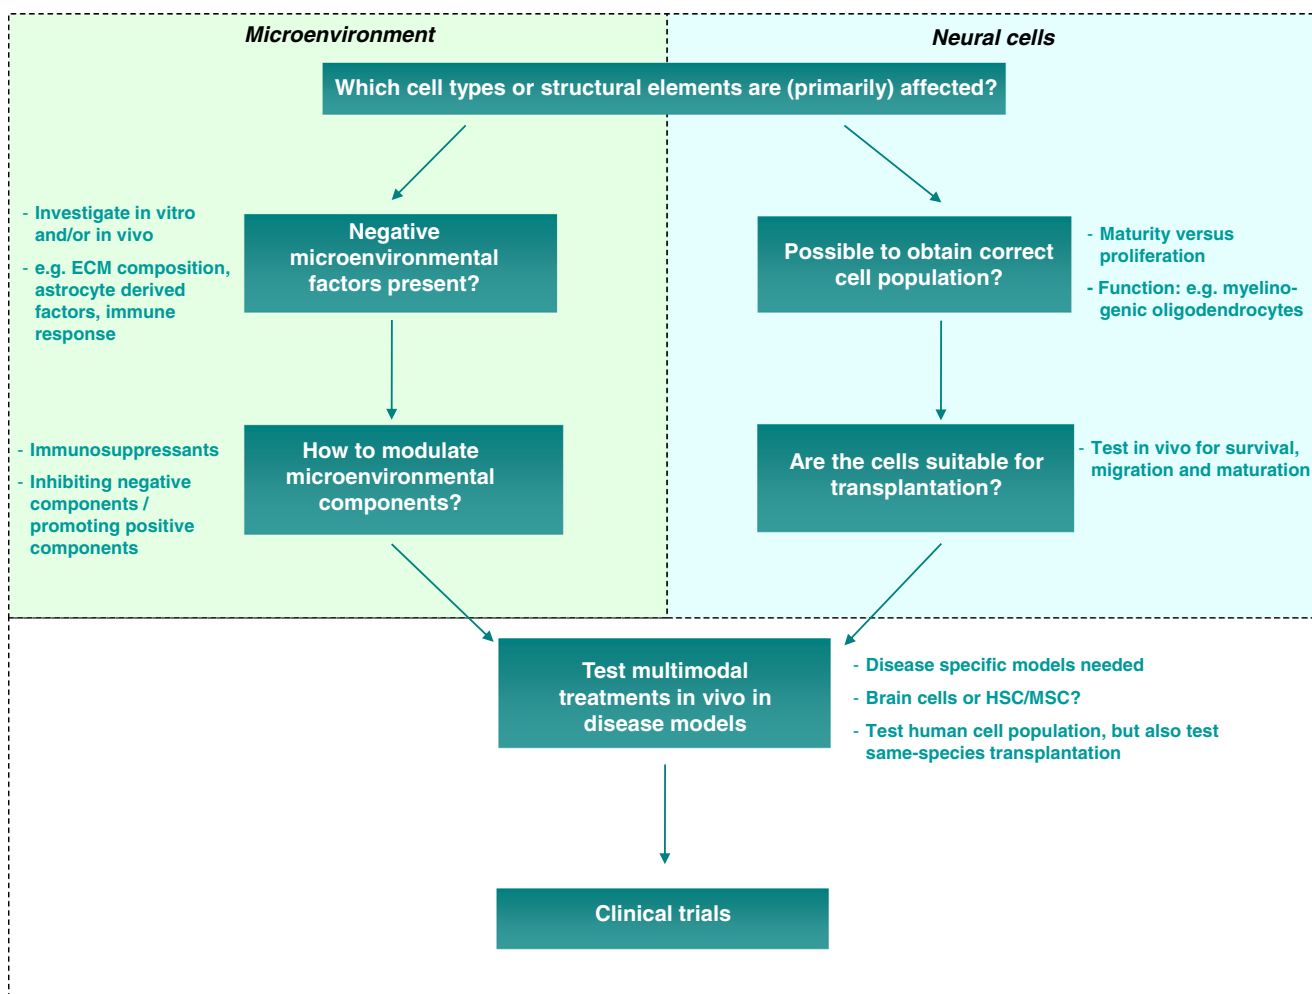 Microenvironment
Neural cells
Which cell types or structural elements are (primarily) affected?
- Investigate in vitro
and/or in vivo
- e.g. ECM composition,
astrocyte derived
factors, immune
response
Negative
microenvironmental
factors present?
Possible to obtain correct
cell population?
- Maturity versus
proliferation
- Function: e.g. myelino-
genic oligodendrocytes
- Immunosuppressants
- Inhibiting negative
components /
promoting positive
components
How to modulate
microenvironmental
components?
Are the cells suitable for
transplantation?
- Test in vivo for survival,
migration and maturation
Test multimodal
treatments in vivo in
disease models
- Disease specific models needed
- Brain cells or HSC/MSC?
- Test human cell population, but also test
same-species transplantation
Clinical trials